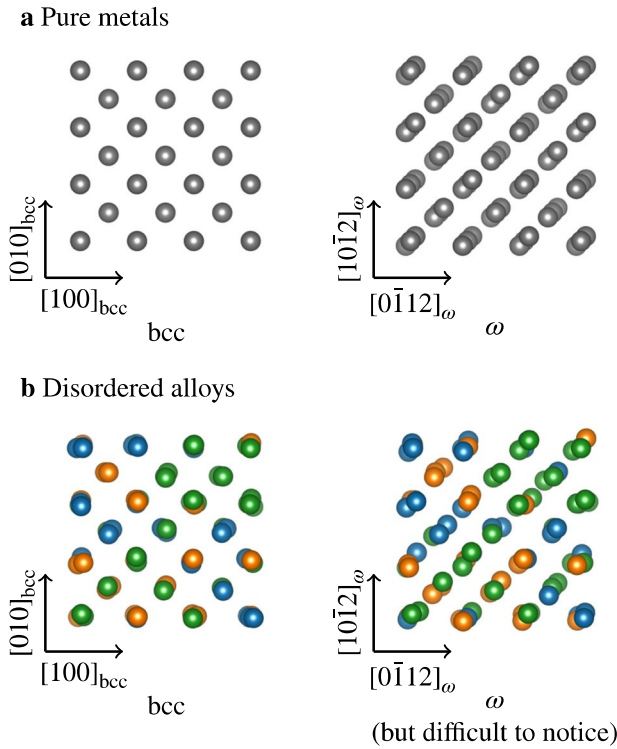 a Pure metals
[010]bcc
[100]bcc
bcc
[101̄2]ω
[01̄12]ω
ω
b Disordered alloys
[010]bcc
[100]bcc
bcc
[101̄2]ω
[01̄12]ω
ω
(but difficult to notice)